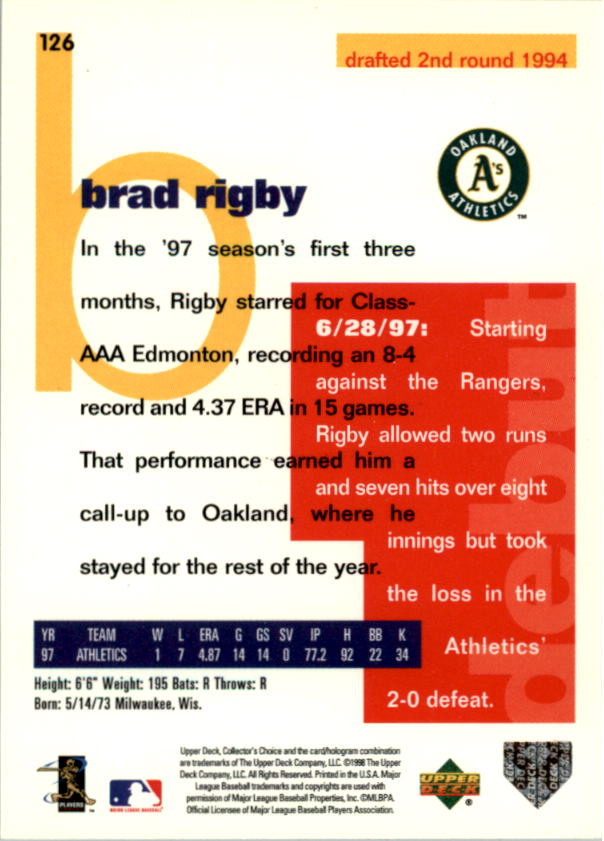 126
drafted 2nd round 1994
OAKLAND
A's
ATHLETICS
TM
b
brad rigby
In the '97 season's first three
months, Rigby starred for Class-
AAA Edmonton, recording an 8-4
record and 4.37 ERA in 15 games.
That performance earned him a
call-up to Oakland, where he
stayed for the rest of the year.
debut
6/28/97: Starting
against the Rangers,
Rigby allowed two runs
and seven hits over eight
innings but took
the loss in the
Athletics'
2-0 defeat.
YR TEAM W L ERA G GS SV IP H BB K
97 ATHLETICS 1 7 4.87 14 14 0 77.2 92 22 34
Height: 6'6" Weight: 195 Bats: R Throws: R
Born: 5/14/73 Milwaukee, Wis.
PLAYERS
MAJOR LEAGUE BASEBALL
Upper Deck, Collector's Choice and the card/hologram combination
are trademarks of The Upper Deck Company, LLC. ©1998 The Upper
Deck Company, LLC. All Rights Reserved. Printed in the U.S.A. Major
League Baseball trademarks and copyrights are used with
permission of Major League Baseball Properties, Inc. ©MLBPA.
Official Licensee of Major League Baseball Players Association.
UPPER
DECK
®